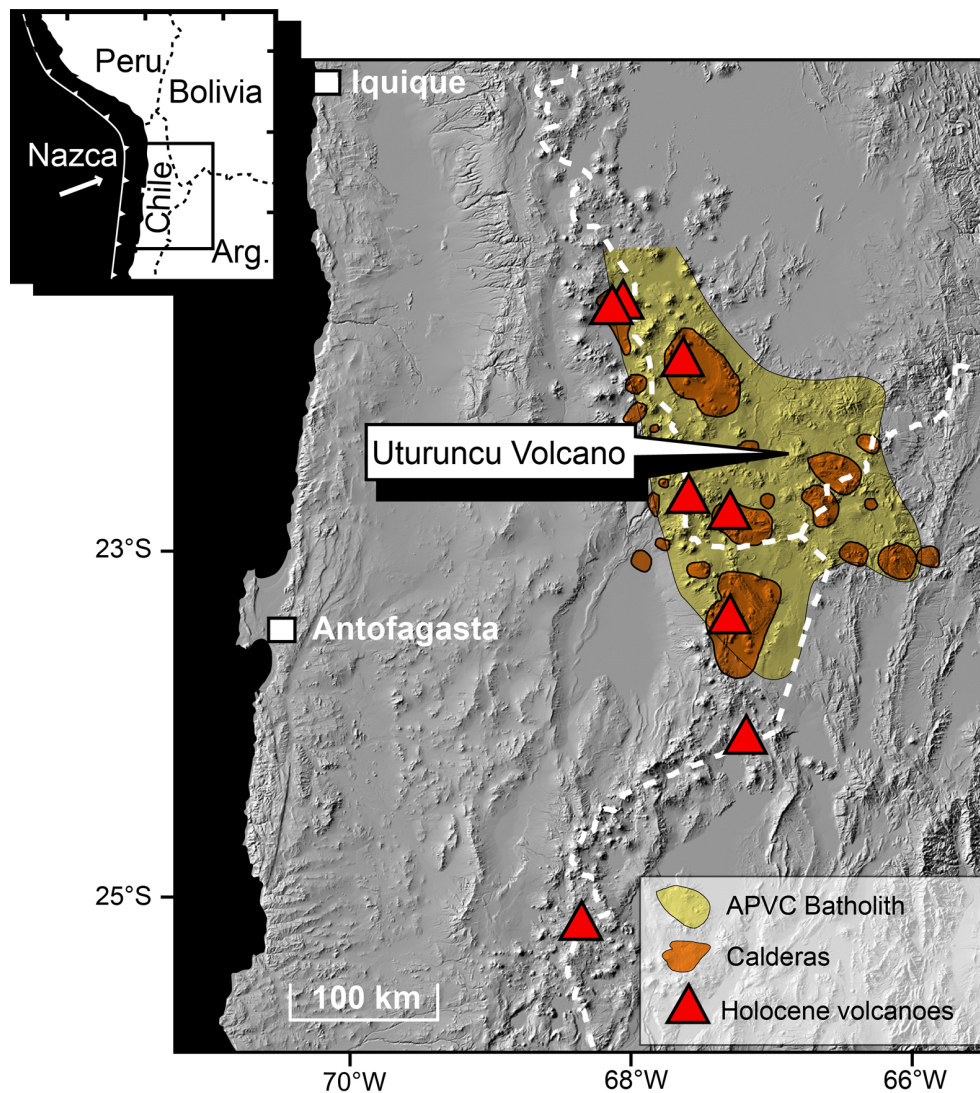 Peru
Bolivia
Nazca
Chile
Arg.
Iquique
Uturuncu Volcano
23°S
Antofagasta
25°S
APVC Batholith
Calderas
Holocene volcanoes
100 km
70°W
68°W
66°W